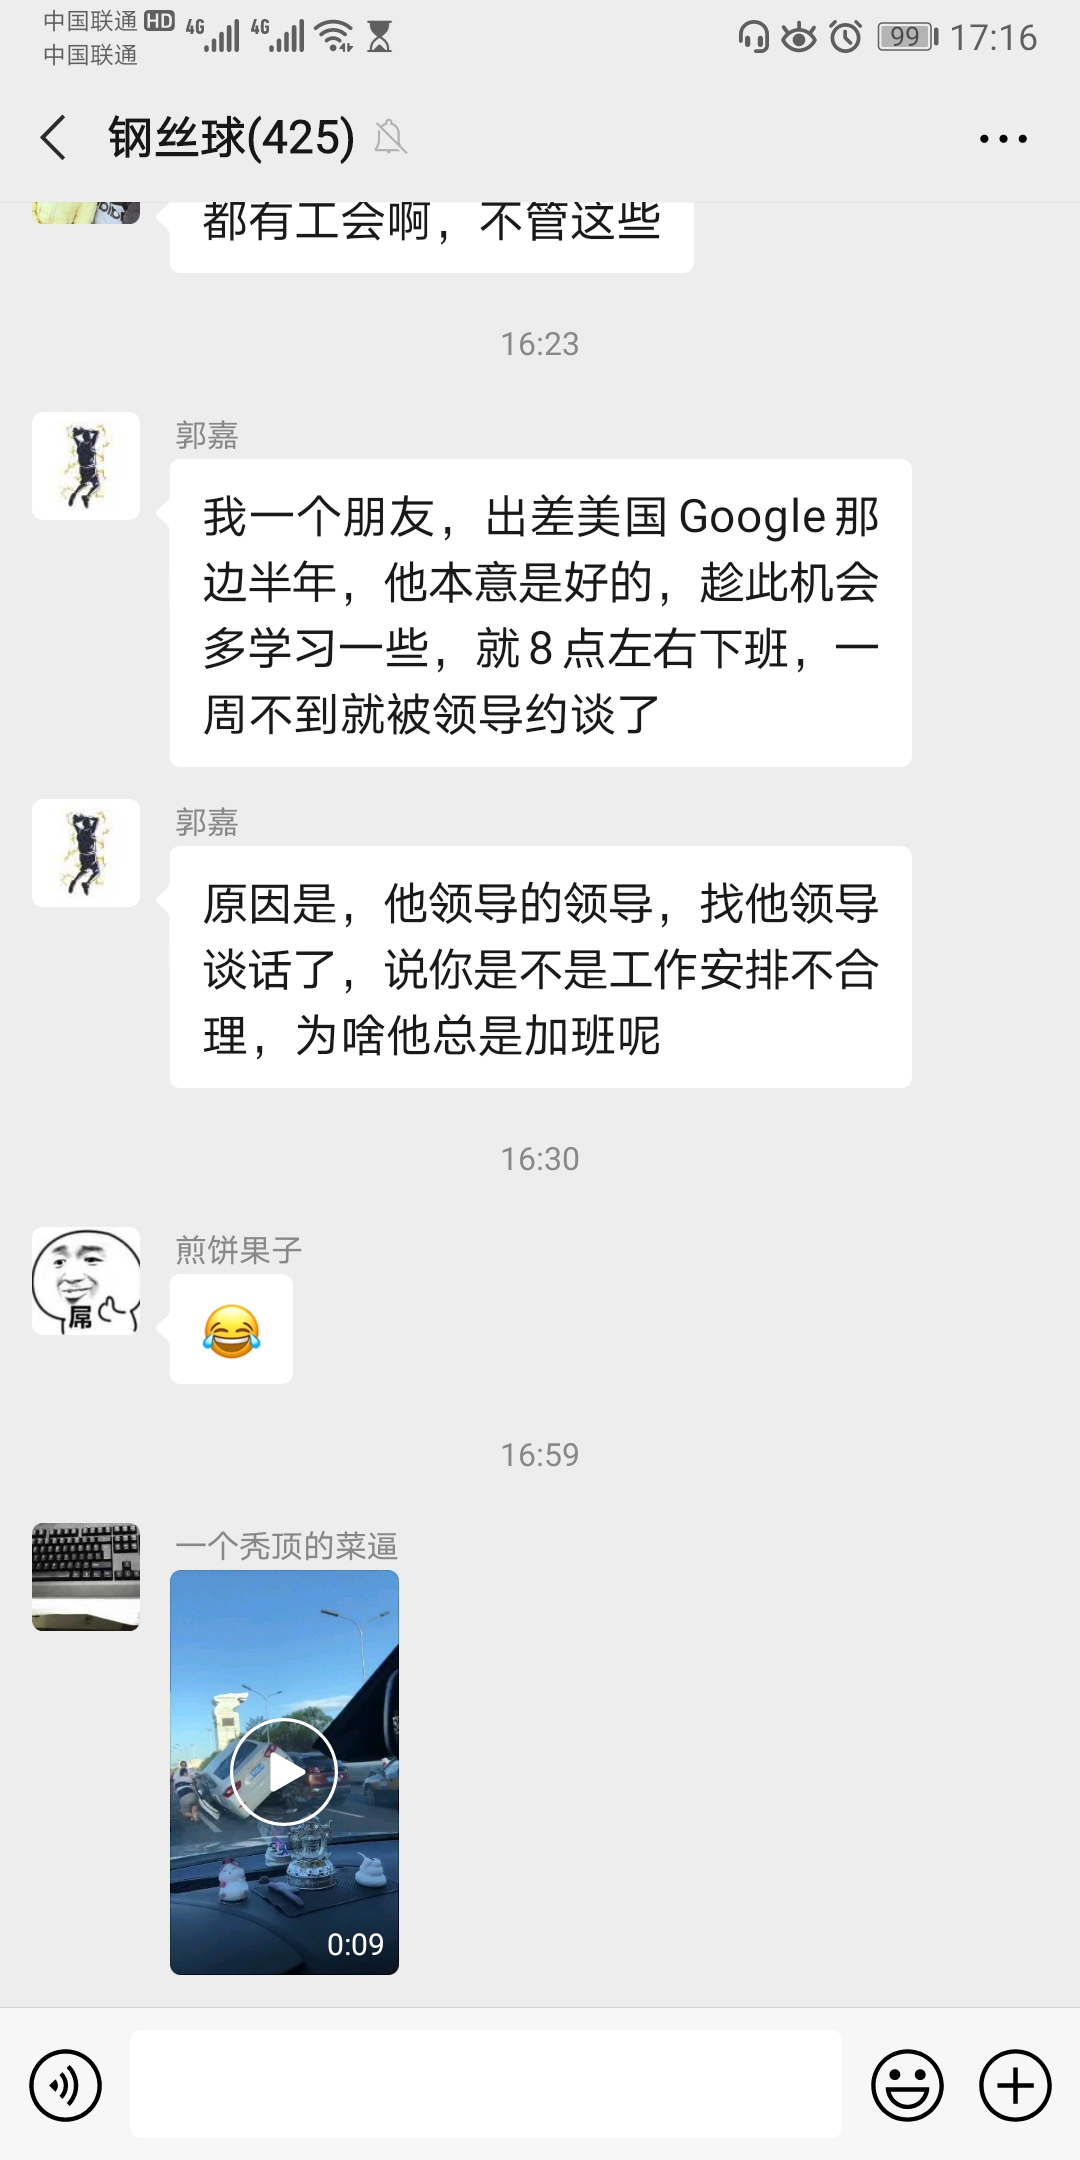 中国联通 HD 4G 4G 99 17:16
中国联通
钢丝球(425)
都有工会啊，不管这些
16:23
郭嘉
我一个朋友，出差美国Google那
边半年，他本意是好的，趁此机会
多学习一些，就8点左右下班，一
周不到就被领导约谈了
郭嘉
原因是，他领导的领导，找他领导
谈话了，说你是不是工作安排不合
理，为啥他总是加班呢
16:30
煎饼果子
屌
16:59
一个秃顶的菜逼
0:09